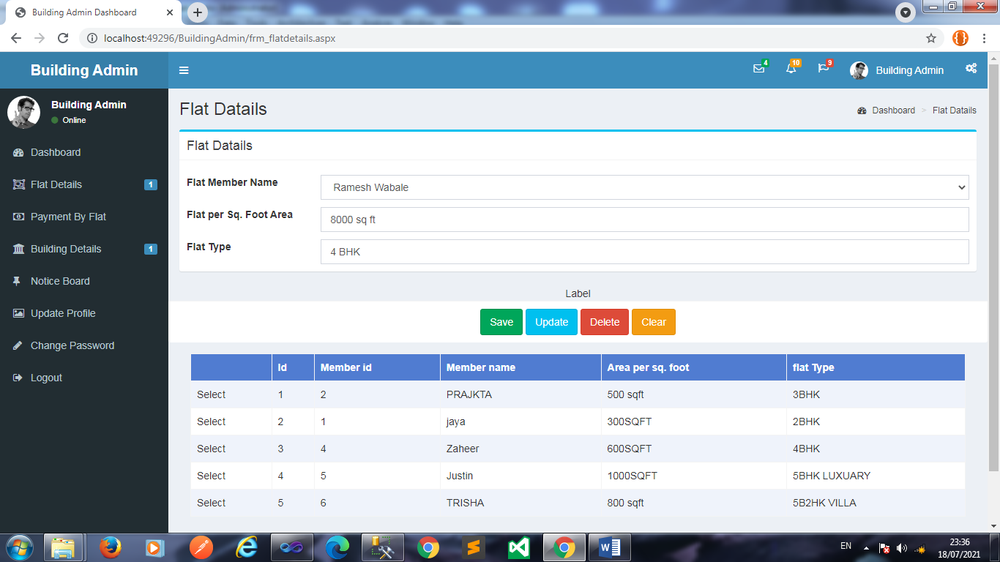 Building Admin Dashboard
localhost:49296/BuildingAdmin/frm_flatdetails.aspx
Building Admin
4
10
9
Building Admin
Building Admin
Online
Dashboard
Flat Details 1
Payment By Flat
Building Details 1
Notice Board
Update Profile
Change Password
Logout
Flat Datails
Dashboard > Flat Datails
Flat Datails
Flat Member Name Ramesh Wabale
Flat per Sq. Foot Area 8000 sq ft
Flat Type 4 BHK
Label
Save Update Delete Clear
Id Member id Member name Area per sq. foot flat Type
Select 1 2 PRAJKTA 500 sqft 3BHK
Select 2 1 jaya 300SQFT 2BHK
Select 3 4 Zaheer 600SQFT 4BHK
Select 4 5 Justin 1000SQFT 5BHK LUXUARY
Select 5 6 TRISHA 800 sqft 5B2HK VILLA
EN
23:36
18/07/2021